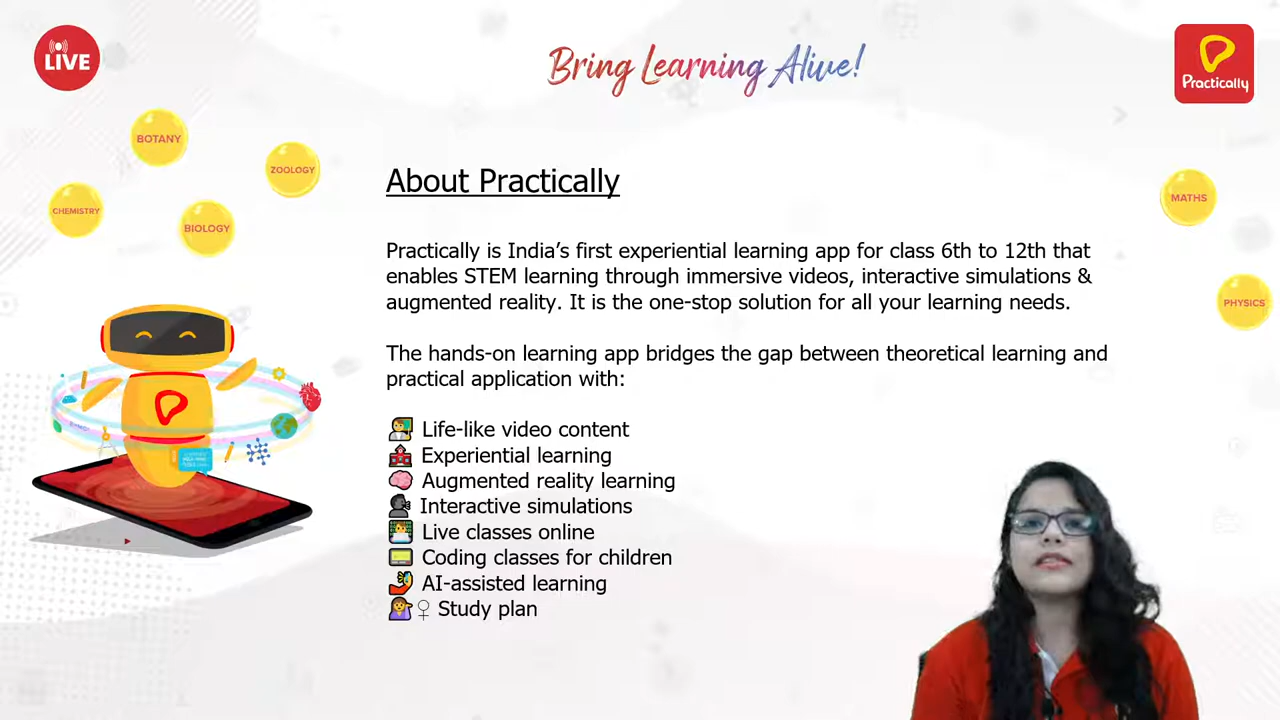 LIVE
Bring Learning Alive!
Practically
BOTANY
ZOOLOGY
CHEMISTRY
BIOLOGY
MATHS
PHYSICS
About Practically
Practically is India’s first experiential learning app for class 6th to 12th that
enables STEM learning through immersive videos, interactive simulations &
augmented reality. It is the one-stop solution for all your learning needs.
The hands-on learning app bridges the gap between theoretical learning and
practical application with:
Life-like video content
Experiential learning
Augmented reality learning
Interactive simulations
Live classes online
Coding classes for children
AI-assisted learning
♀ Study plan